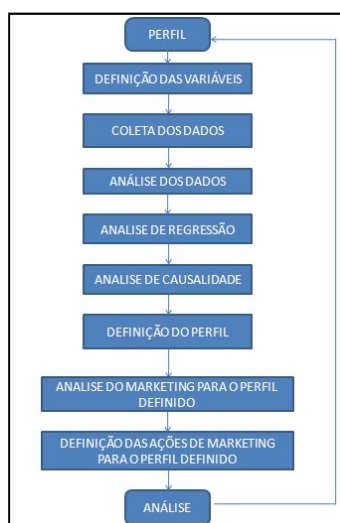 PERFIL
DEFINIÇÃO DAS VARIÁVEIS
COLETA DOS DADOS
ANÁLISE DOS DADOS
ANALISE DE REGRESSÃO
ANALISE DE CAUSALIDADE
DEFINIÇÃO DO PERFIL
ANALISE DO MARKETING PARA O PERFIL
DEFINIDO
DEFINIÇÃO DAS AÇÕES DE MARKETING
PARA O PERFIL DEFINIDO
ANÁLISE